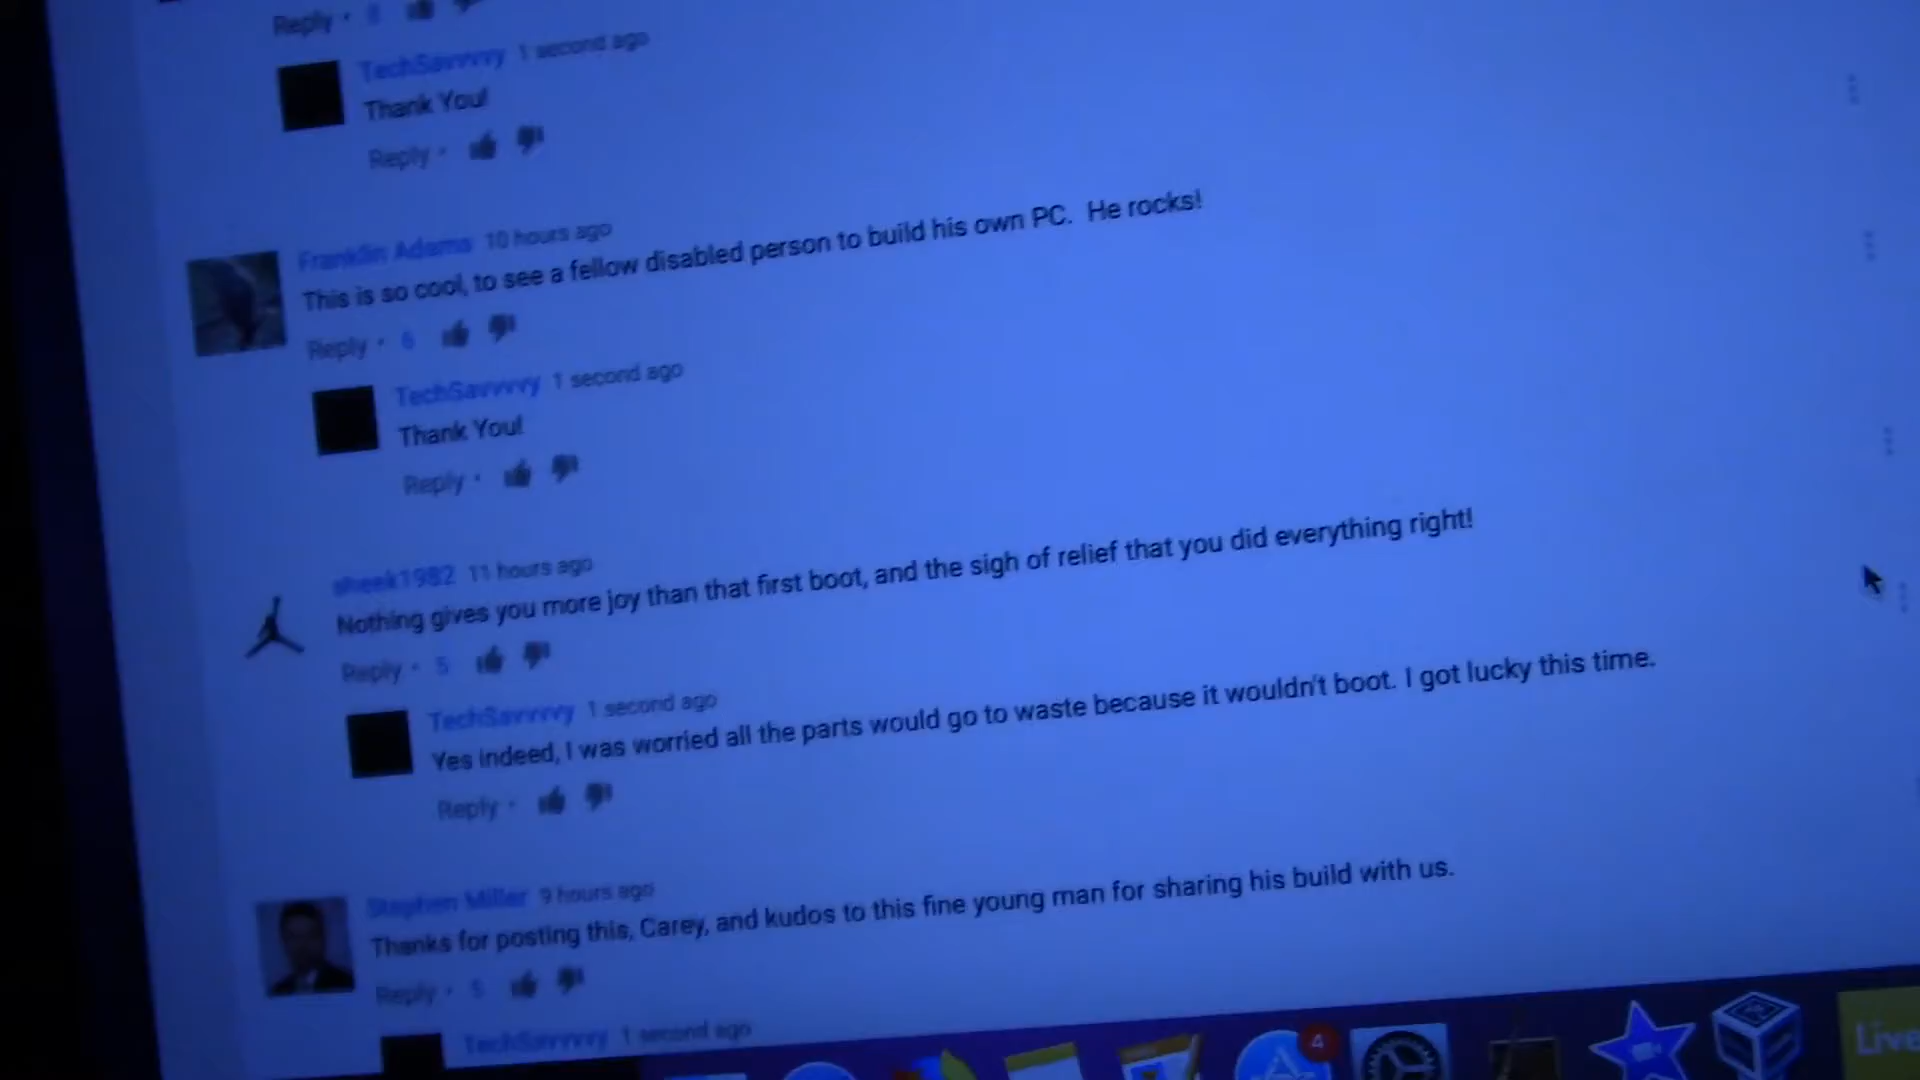 Reply • 8
TechSavvvvy 1 second ago
Thank You!
Reply •
Franklin Adams 10 hours ago
This is so cool, to see a fellow disabled person to build his own PC. He rocks!
Reply • 6
TechSavvvvy 1 second ago
Thank You!
Reply •
sheek1982 11 hours ago
Nothing gives you more joy than that first boot, and the sigh of relief that you did everything right!
Reply • 5
TechSavvvvy 1 second ago
Yes indeed, I was worried all the parts would go to waste because it wouldn't boot. I got lucky this time.
Reply •
Stephen Miller 9 hours ago
Thanks for posting this, Carey, and kudos to this fine young man for sharing his build with us.
Reply • 5
TechSavvvvy 1 second ago
4
Live